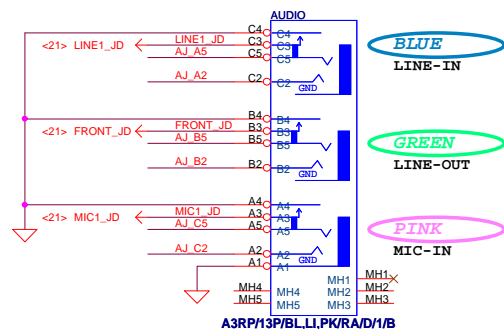 AUDIO
C4 C4
<21> LINE1_JD LINE1_JD C3 C3 BLUE
AJ_A5 C5 C5
LINE-IN
AJ_A2 C2 C2
GND
B4 B4
<21> FRONT_JD FRONT_JD B3 B3
AJ_B5 B5 B5 GREEN
LINE-OUT
AJ_B2 B2 B2
GND
A4 A4
<21> MIC1_JD MIC1_JD A3 A3
AJ_C5 A5 A5 PINK
MIC-IN
AJ_C2 A2 A2
GND
A1 A1
MH1 MH1
MH4 MH4 MH2 MH2
MH5 MH5 MH3 MH3
A3RP/13P/BL,LI,PK/RA/D/1/B